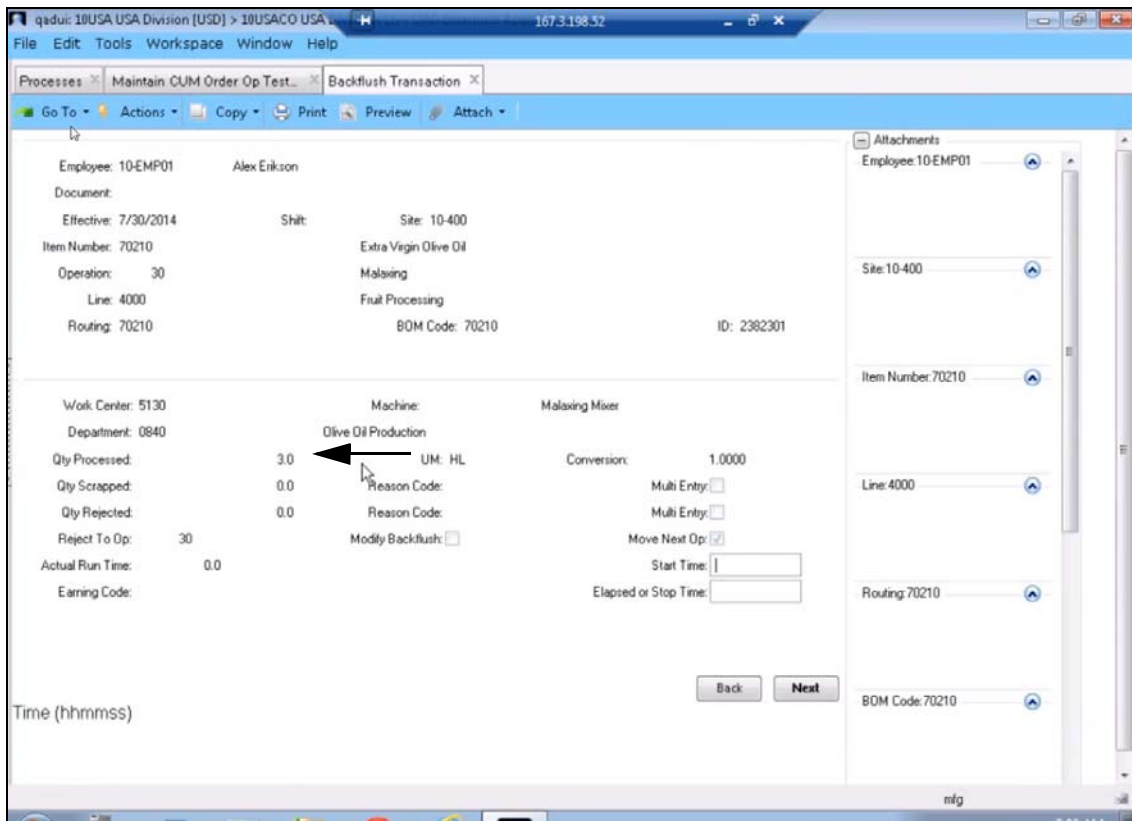 qadui: 10USA USA Division [USD] > 10USACO USA 167.3.198.52
File Edit Tools Workspace Window Help
Processes Maintain CUM Order Op Test... Backflush Transaction
Go To Actions Copy Print Preview Attach
Attachments
Employee: 10-EMP01 Alex Erikson Employee:10-EMP01
Document:
Effective: 7/30/2014 Shift: Site: 10-400
Item Number: 70210 Extra Virgin Olive Oil
Operation: 30 Malaxing Site:10-400
Line: 4000 Fruit Processing
Routing: 70210 BOM Code: 70210 ID: 2382301
Item Number:70210
Work Center: 5130 Machine: Malaxing Mixer
Department: 0840 Olive Oil Production
Qty Processed: 3.0 UM: HL Conversion: 1.0000
Qty Scrapped: 0.0 Reason Code: Multi Entry: Line:4000
Qty Rejected: 0.0 Reason Code: Multi Entry:
Reject To Op: 30 Modify Backflush: Move Next Op:
Actual Run Time: 0.0 Start Time:
Earning Code: Elapsed or Stop Time: Routing:70210
Back Next
BOM Code:70210
Time (hhmmss)
mfg